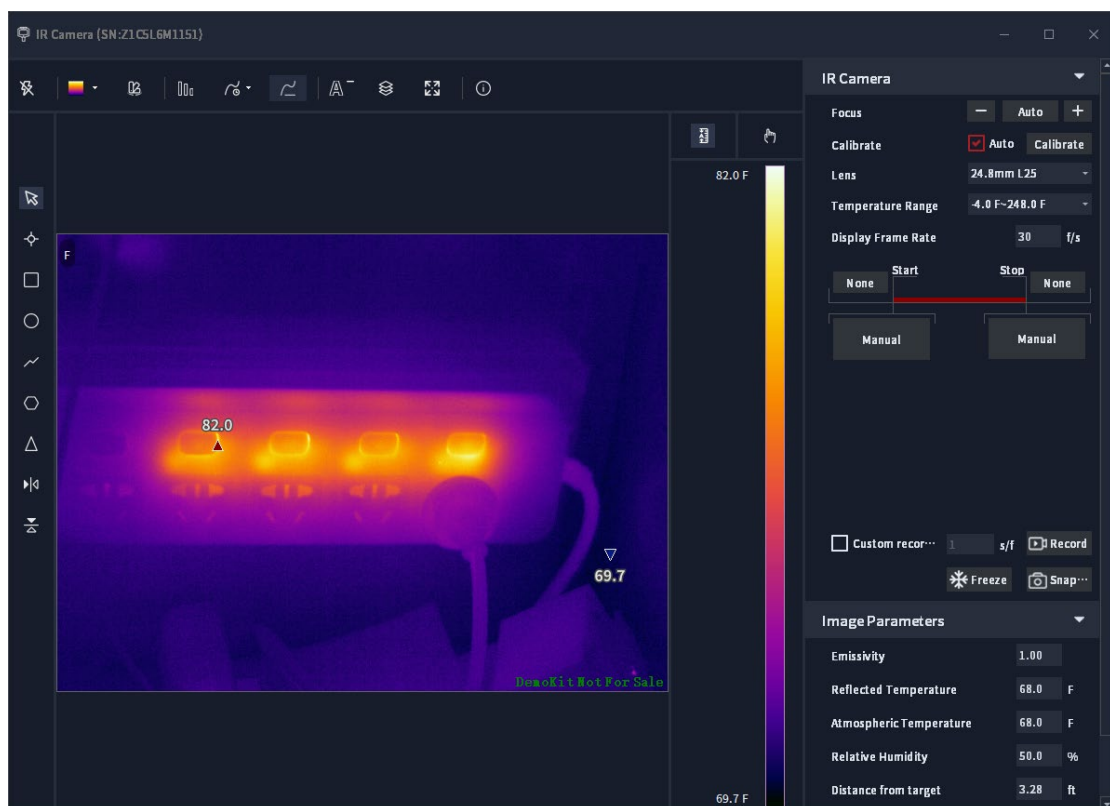 IR Camera (SN:Z1C5L6M1151)
IR Camera
Focus
−
Auto
+
Calibrate
Auto
Calibrate
82.0 F
Lens
24.8mm L25
Temperature Range
-4.0 F~248.0 F
Display Frame Rate
30
f/s
F
Start
Stop
None
None
Manual
Manual
82.0
69.7
DemoKit Not For Sale
Custom recor···
1
s/f
Record
Freeze
Snap···
Image Parameters
Emissivity
1.00
Reflected Temperature
68.0
F
Atmospheric Temperature
68.0
F
Relative Humidity
50.0
%
Distance from target
3.28
ft
69.7 F